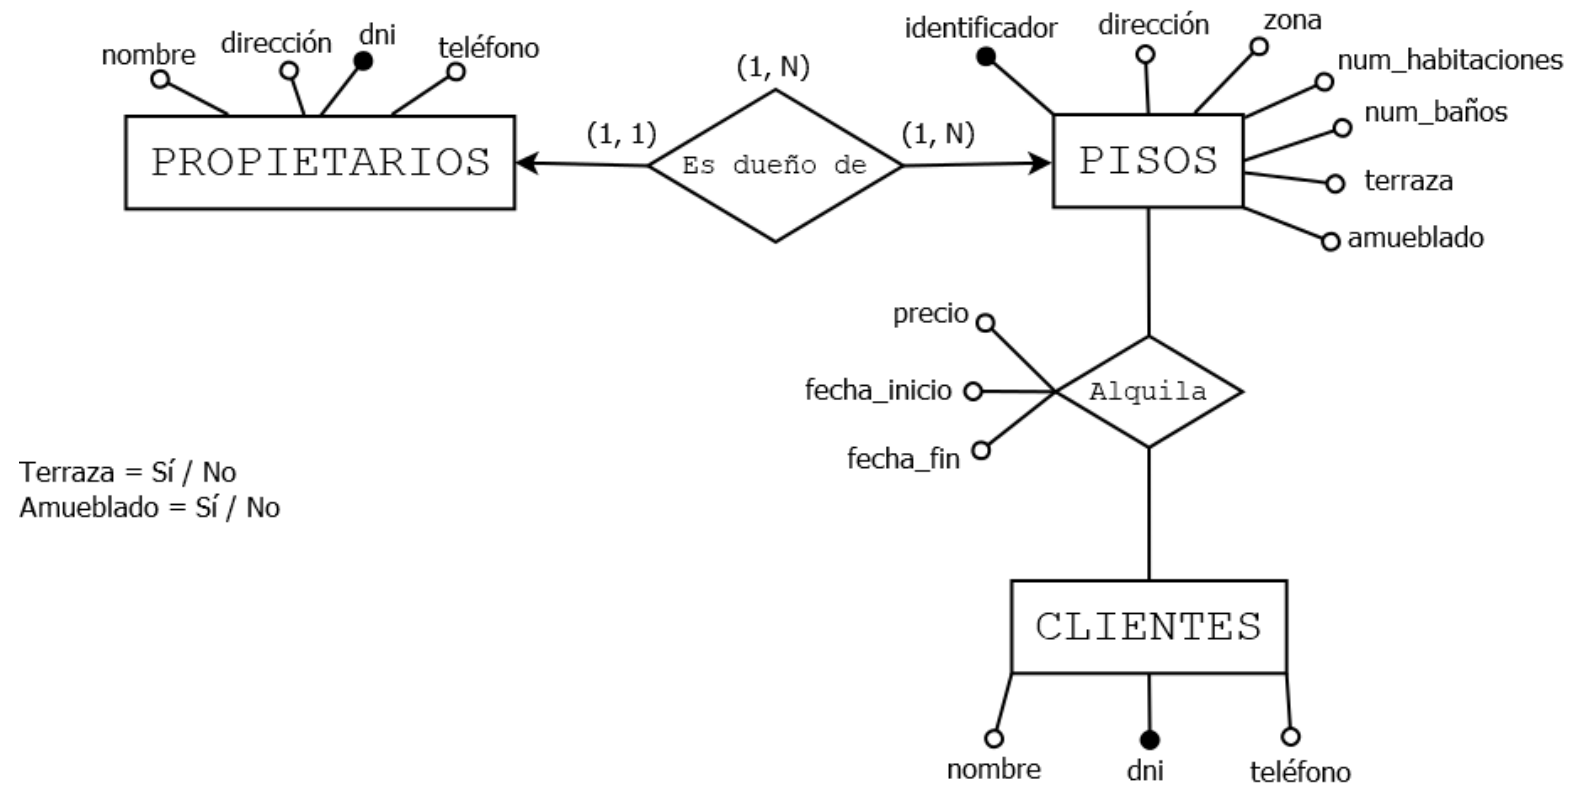 nombre
dirección
dni
teléfono
PROPIETARIOS
(1, 1)
(1, N)
Es dueño de
(1, N)
identificador
dirección
zona
num_habitaciones
num_baños
terraza
amueblado
PISOS
precio
fecha_inicio
fecha_fin
Alquila
Terraza = Sí / No
Amueblado = Sí / No
CLIENTES
nombre
dni
teléfono